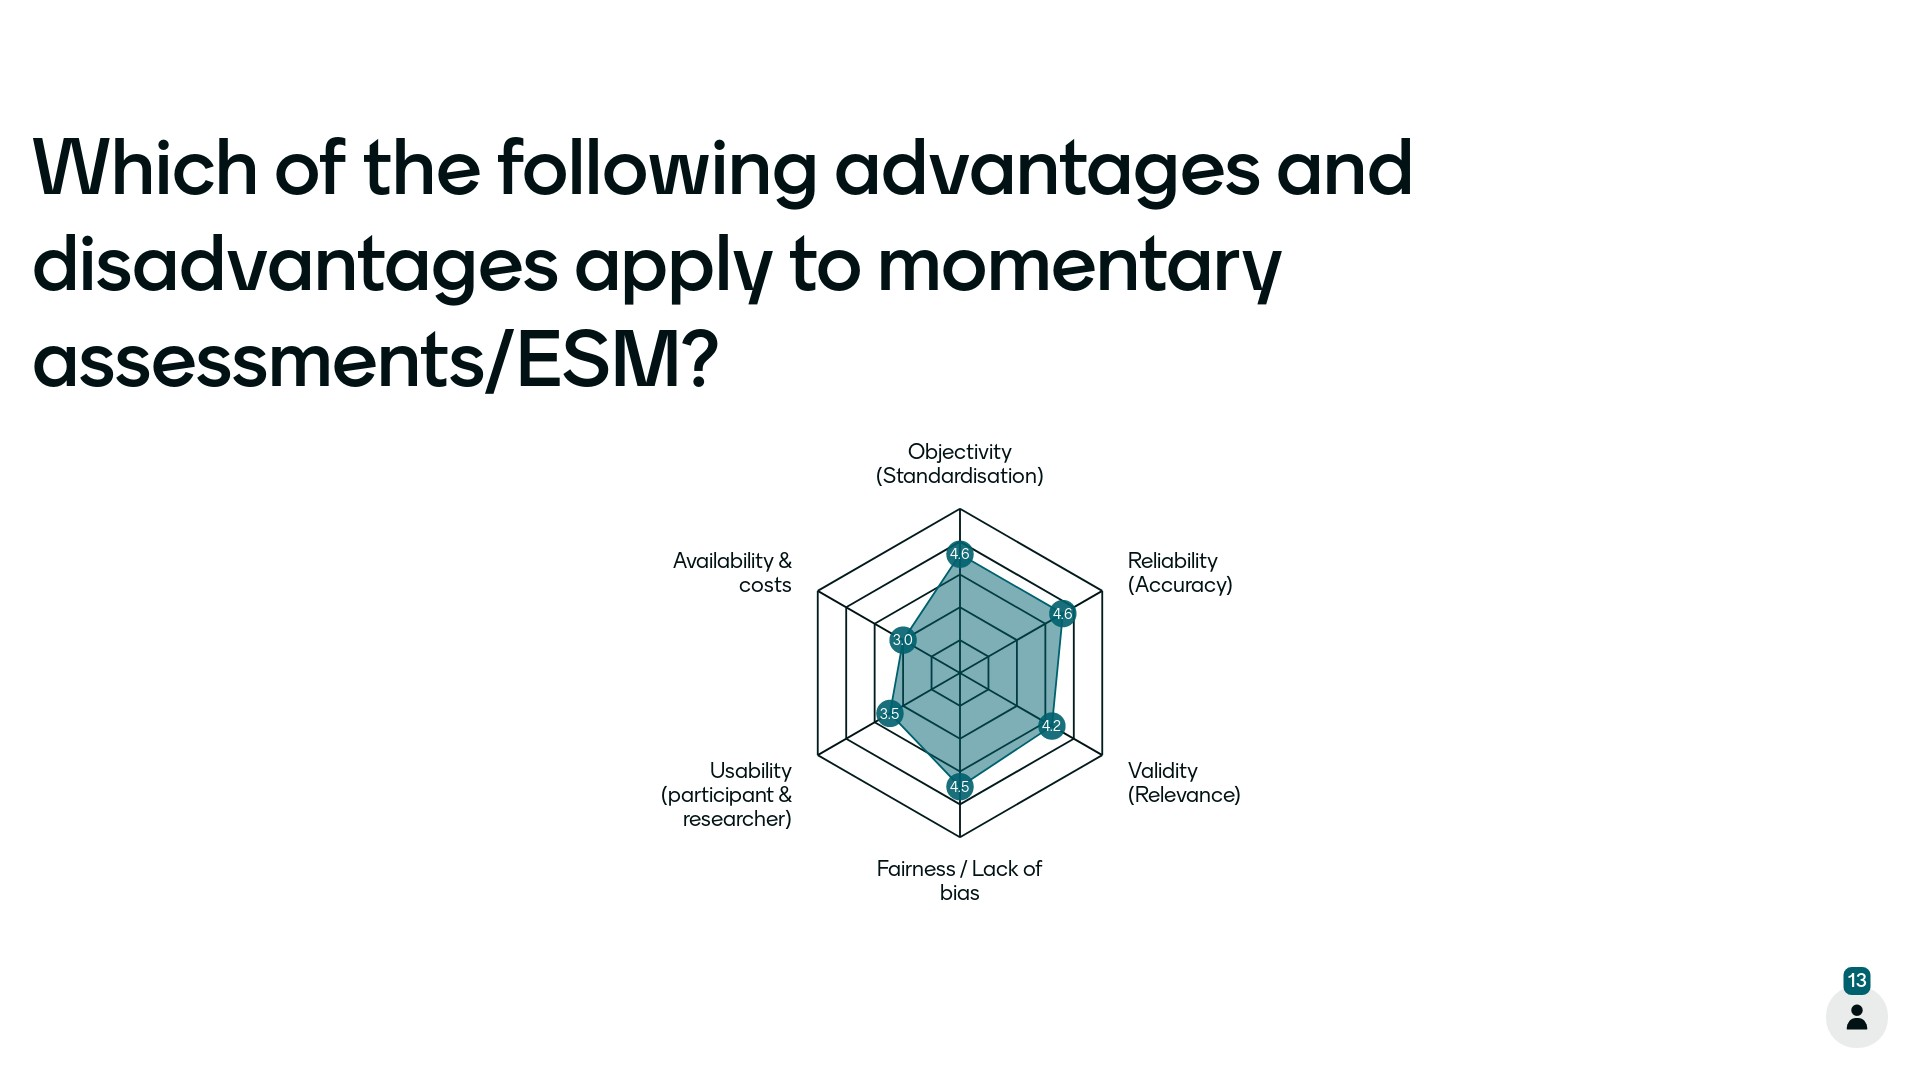 Which of the following advantages and
disadvantages apply to momentary
assessments/ESM?
Objectivity
(Standardisation)
Availability &
costs
Reliability
(Accuracy)
4.6
4.6
3.0
3.5
4.2
4.5
Usability
(participant &
researcher)
Validity
(Relevance)
Fairness / Lack of
bias
13